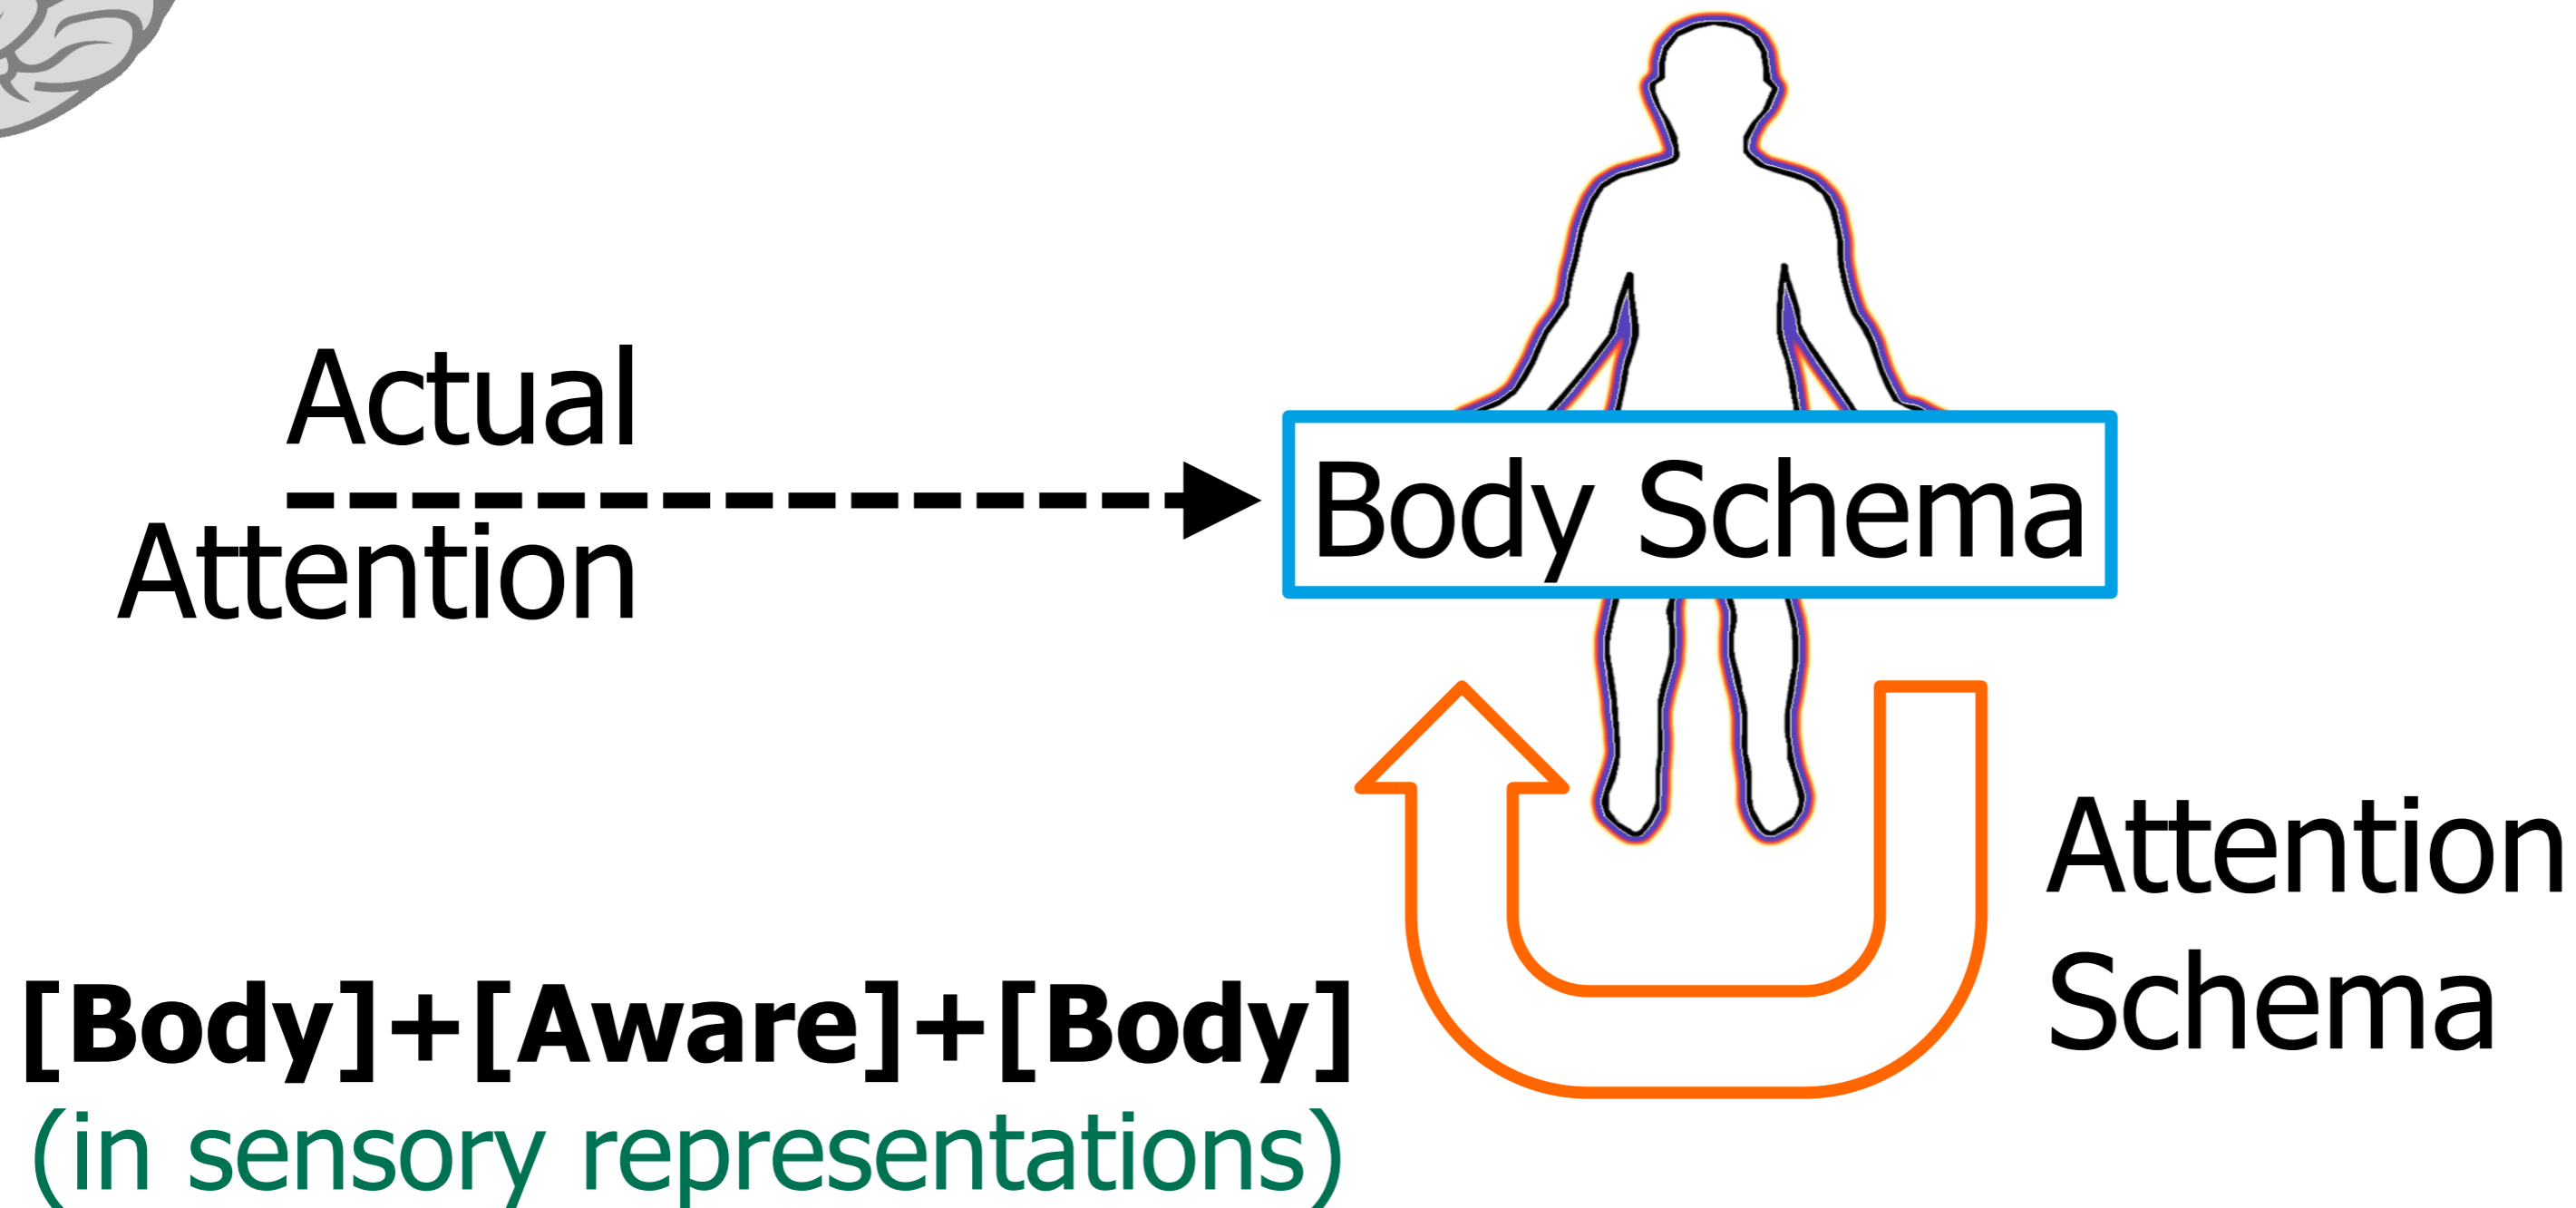 Actual
Attention
Body Schema
Attention
Schema
[Body]+[Aware]+[Body]
(in sensory representations)